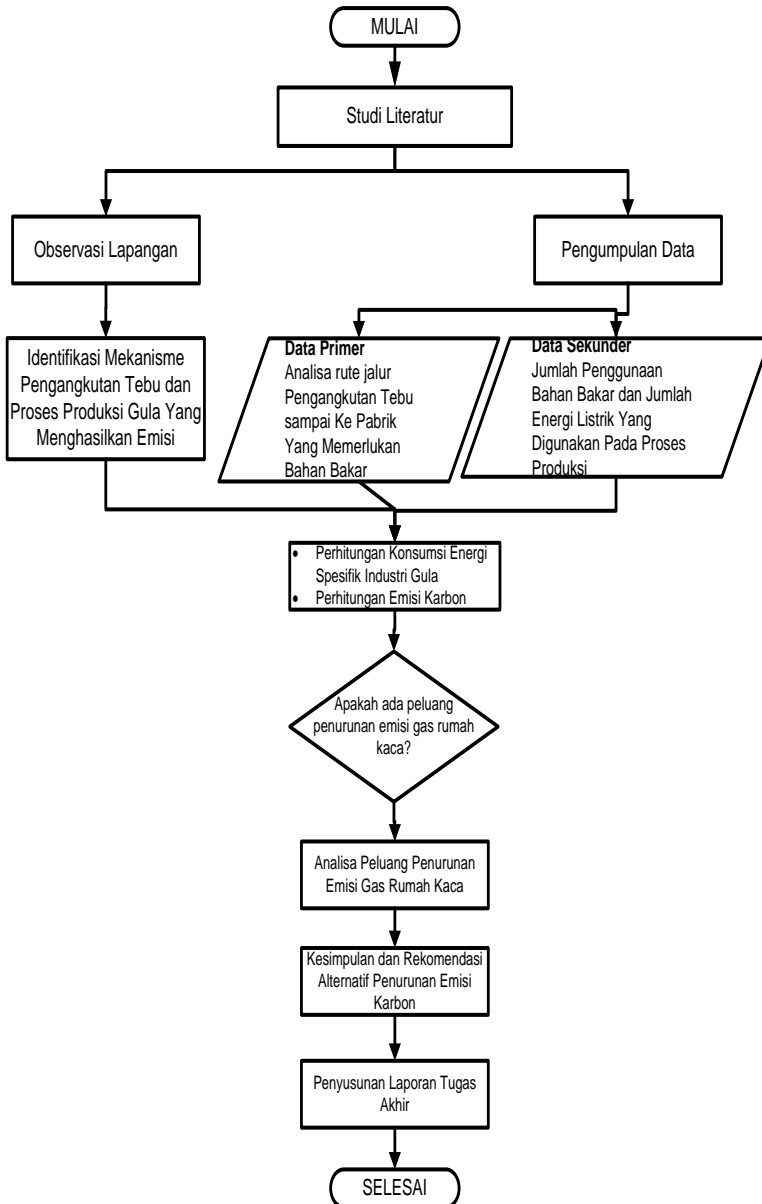 MULAI
Studi Literatur
Observasi Lapangan
Pengumpulan Data
Identifikasi Mekanisme
Pengangkutan Tebu dan
Proses Produksi Gula Yang
Menghasilkan Emisi
Data Primer
Analisa rute jalur
Pengangkutan Tebu
sampai Ke Pabrik
Yang Memerlukan
Bahan Bakar
Data Sekunder
Jumlah Penggunaan
Bahan Bakar dan Jumlah
Energi Listrik Yang
Digunakan Pada Proses
Produksi
• Perhitungan Konsumsi Energi
Spesifik Industri Gula
• Perhitungan Emisi Karbon
Apakah ada peluang
penurunan emisi gas rumah
kaca?
Analisa Peluang Penurunan
Emisi Gas Rumah Kaca
Kesimpulan dan Rekomendasi
Alternatif Penurunan Emisi
Karbon
Penyusunan Laporan Tugas
Akhir
SELESAI